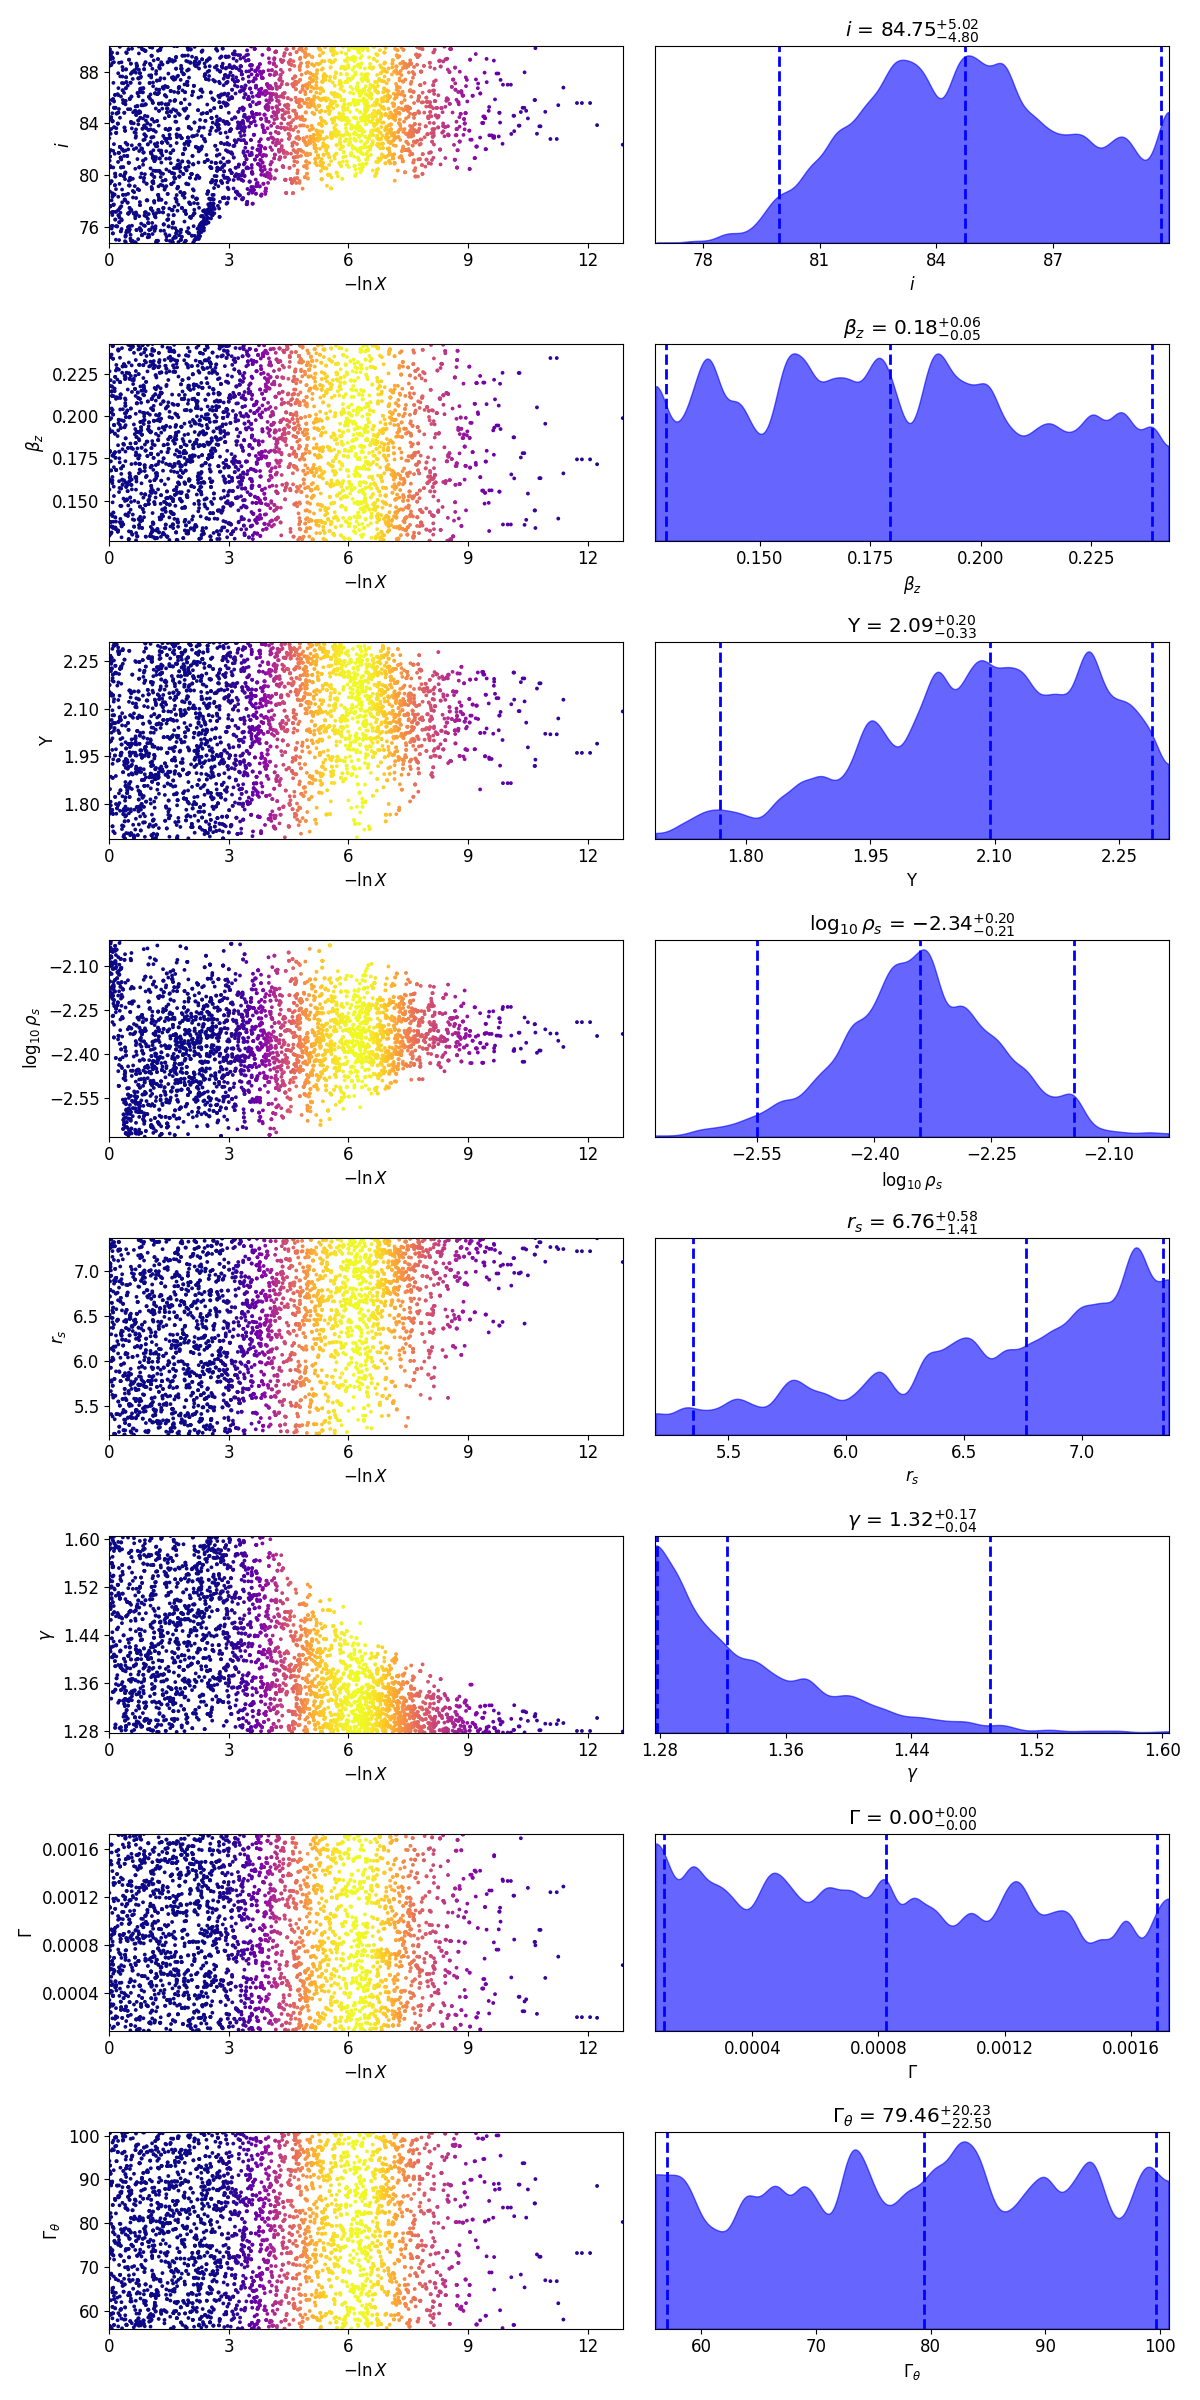 i = 84.75+5.02−4.80
88
84
80
76
i
0 3 6 9 12
78 81 84 87
−ln X
i
βz = 0.18+0.06−0.05
0.225
0.200
0.175
0.150
βz
0 3 6 9 12
0.150 0.175 0.200 0.225
−ln X
βz
Υ = 2.09+0.20−0.33
2.25
2.10
1.95
1.80
Υ
0 3 6 9 12
1.80 1.95 2.10 2.25
−ln X
Υ
log10 ρs = −2.34+0.20−0.21
−2.10
−2.25
−2.40
−2.55
log10 ρs
0 3 6 9 12
−2.55 −2.40 −2.25 −2.10
−ln X
log10 ρs
rs = 6.76+0.58−1.41
7.0
6.5
6.0
5.5
rs
0 3 6 9 12
5.5 6.0 6.5 7.0
−ln X
rs
γ = 1.32+0.17−0.04
1.60
1.52
1.44
1.36
1.28
γ
0 3 6 9 12
1.28 1.36 1.44 1.52 1.60
−ln X
γ
Γ = 0.00+0.00−0.00
0.0016
0.0012
0.0008
0.0004
Γ
0 3 6 9 12
0.0004 0.0008 0.0012 0.0016
−ln X
Γ
Γθ = 79.46+20.23−22.50
100
90
80
70
60
Γθ
0 3 6 9 12
60 70 80 90 100
−ln X
Γθ